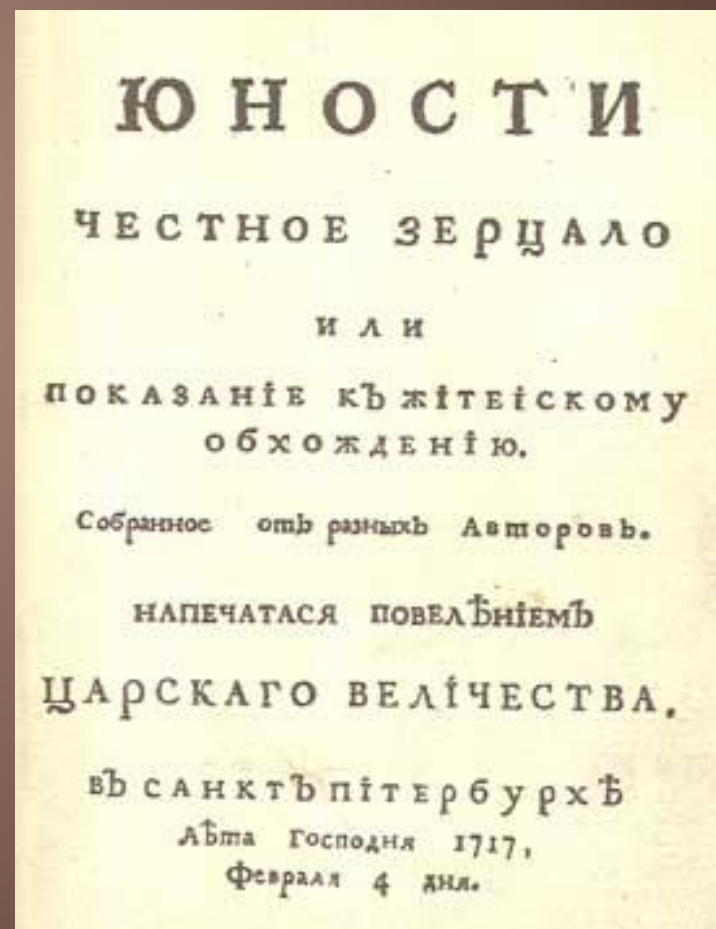 ЮНОСТИ
ЧЕСТНОЕ ЗЕРЦАЛО
ИЛИ
ПОКАЗАНІЕ КЪ ЖІТЕІСКОМУ
ОБХОЖДЕНІЮ.
Собранное отъ разныхъ Авторовъ.
НАПЕЧАТАСЯ ПОВЕЛѢНІЕМЪ
ЦАРСКАГО ВЕЛІЧЕСТВА.
ВЪ САНКТЪПІТЕРБУРХѢ
Лѣта Господня 1717,
Февраля 4 дня.